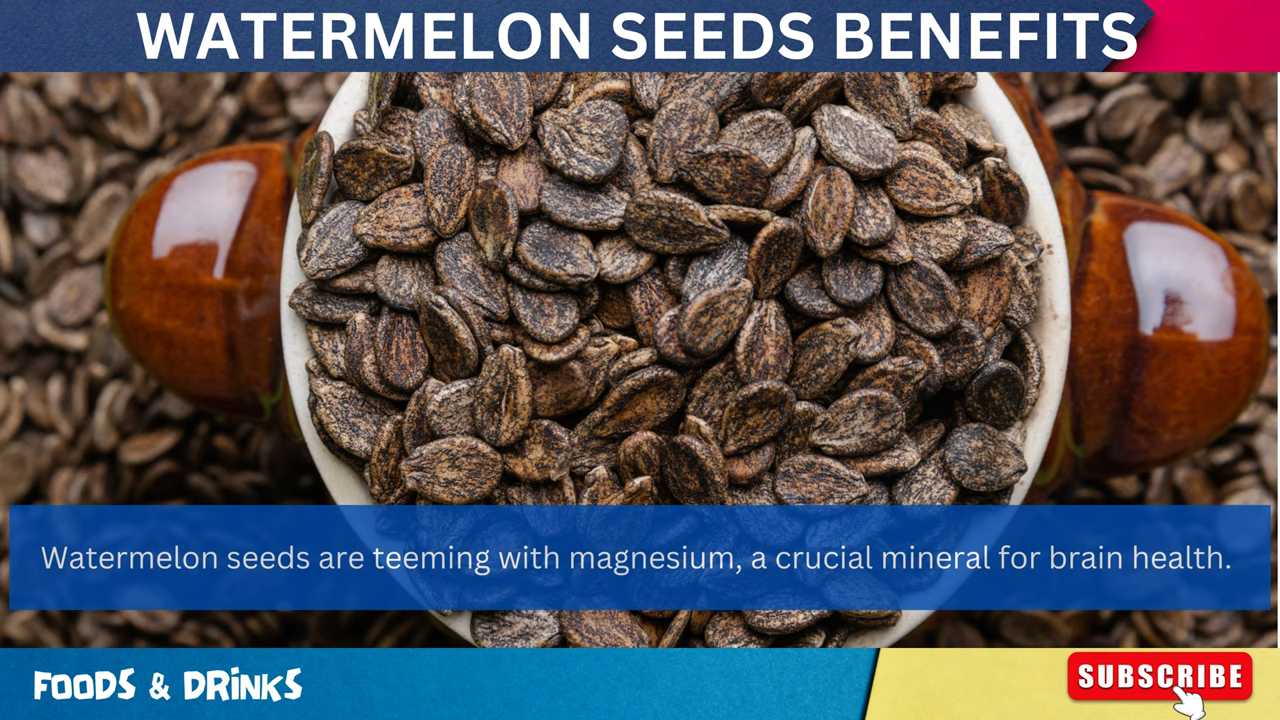 WATERMELON SEEDS BENEFITS
Watermelon seeds are teeming with magnesium, a crucial mineral for brain health.
FOODS & DRiNKS
SUBSCRIBE